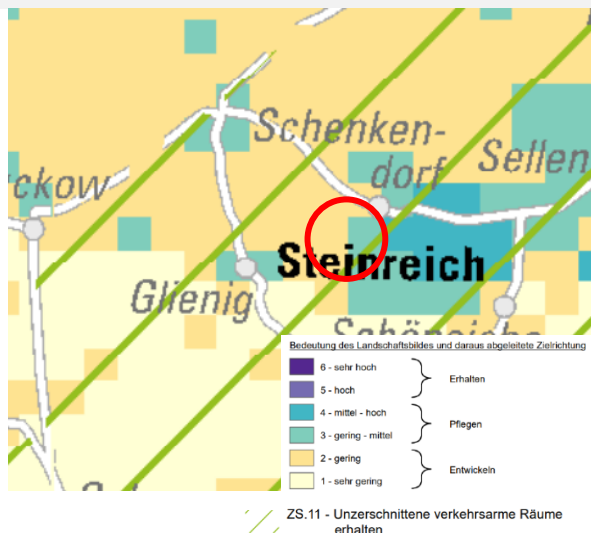 Schenken-
dorf
Sellen
ckow
Steinreich
Glienig
Bedeutung des Landschaftsbildes und daraus abgeleitete Zielrichtung
6 - sehr hoch
5 - hoch
Erhalten
4 - mittel - hoch
3 - gering - mittel
Pflegen
2 - gering
1 - sehr gering
Entwickeln
ZS.11 - Unzerschnittene verkehrsarme Räume
erhalten